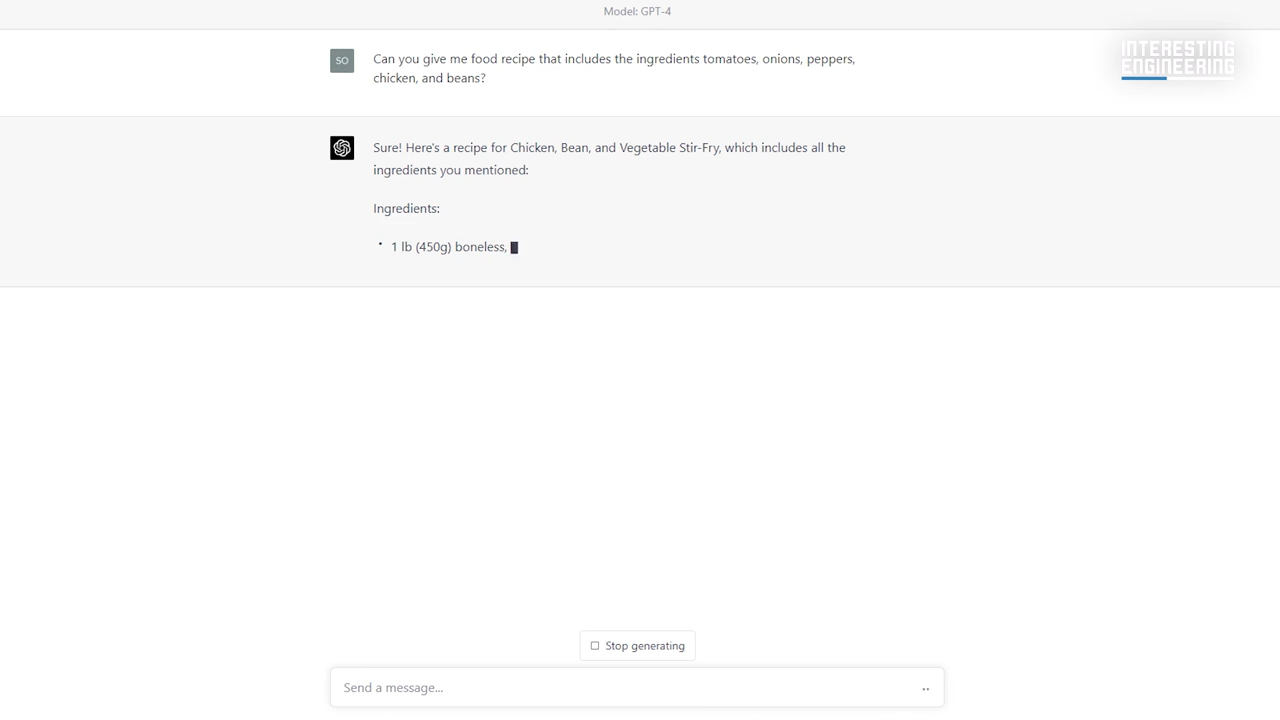 Model: GPT-4
INTERESTING
ENGINEERING
SO
Can you give me food recipe that includes the ingredients tomatoes, onions, peppers,
chicken, and beans?
Sure! Here's a recipe for Chicken, Bean, and Vegetable Stir-Fry, which includes all the
ingredients you mentioned:
Ingredients:
• 1 lb (450g) boneless,
Stop generating
Send a message...